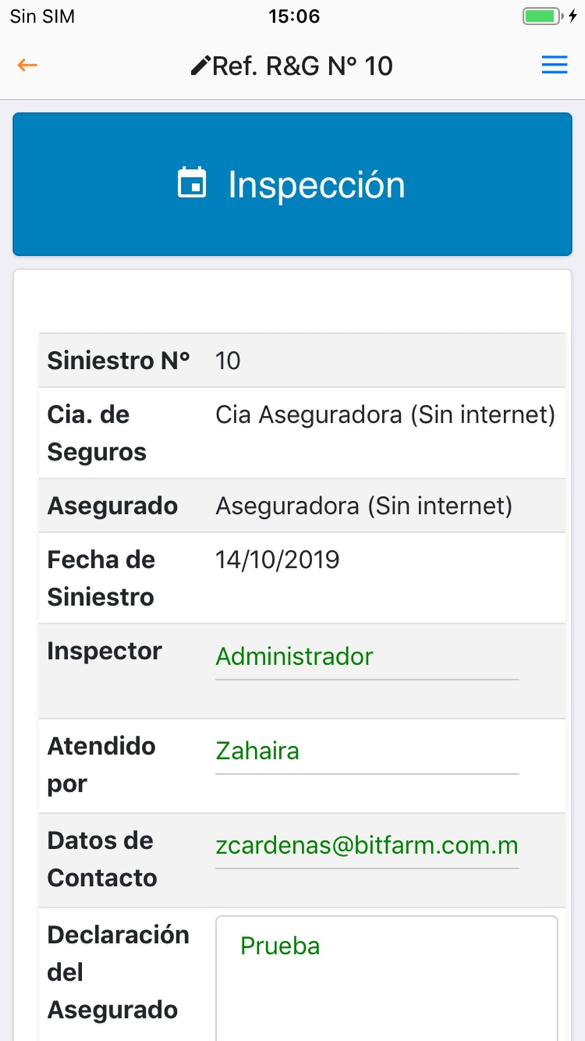 Sin SIM
15:06
Ref. R&G N° 10
Inspección
Siniestro N° 10
Cia. de Seguros Cia Aseguradora (Sin internet)
Asegurado Aseguradora (Sin internet)
Fecha de Siniestro 14/10/2019
Inspector Administrador
Atendido por Zahaira
Datos de Contacto zcardenas@bitfarm.com.m
Declaración del Asegurado Prueba